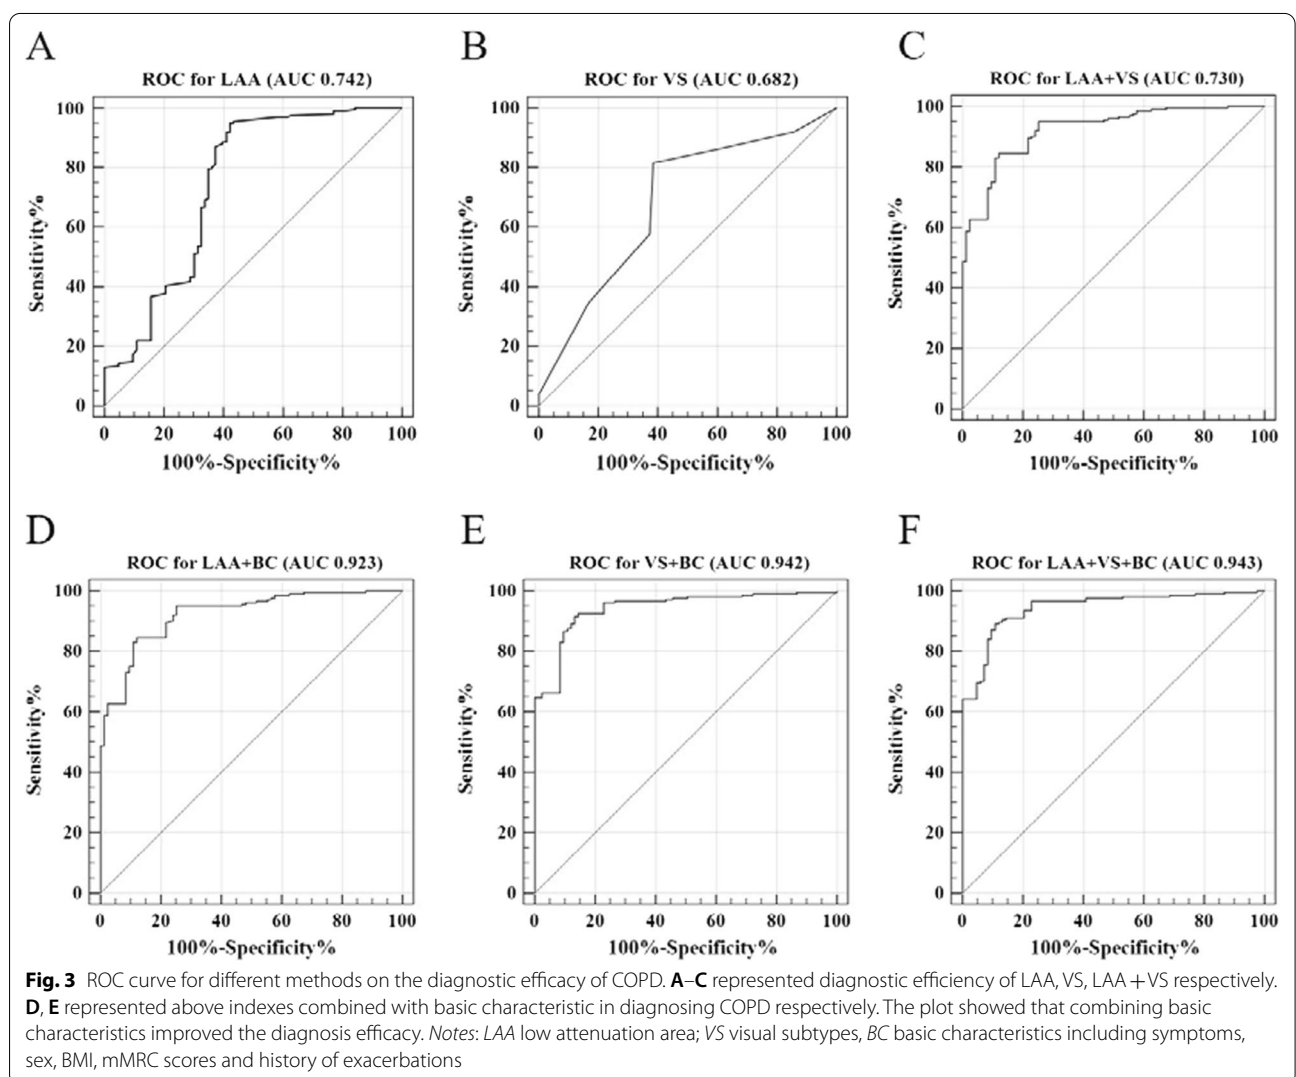 A
B
C
ROC for LAA (AUC 0.742)
ROC for VS (AUC 0.682)
ROC for LAA+VS (AUC 0.730)
100
80
60
40
20
0
Sensitivity%
0 20 40 60 80 100
100%-Specificity%
100
80
60
40
20
0
Sensitivity%
0 20 40 60 80 100
100%-Specificity%
100
80
60
40
20
0
Sensitivity%
0 20 40 60 80 100
100%-Specificity%
D
E
F
ROC for LAA+BC (AUC 0.923)
ROC for VS+BC (AUC 0.942)
ROC for LAA+VS+BC (AUC 0.943)
100
80
60
40
20
0
Sensitivity%
0 20 40 60 80 100
100%-Specificity%
100
80
60
40
20
0
Sensitivity%
0 20 40 60 80 100
100%-Specificity%
100
80
60
40
20
0
Sensitivity%
0 20 40 60 80 100
100%-Specificity%
Fig. 3 ROC curve for different methods on the diagnostic efficacy of COPD. A–C represented diagnostic efficiency of LAA, VS, LAA + VS respectively.
D, E represented above indexes combined with basic characteristic in diagnosing COPD respectively. The plot showed that combining basic
characteristics improved the diagnosis efficacy. Notes: LAA low attenuation area; VS visual subtypes, BC basic characteristics including symptoms,
sex, BMI, mMRC scores and history of exacerbations